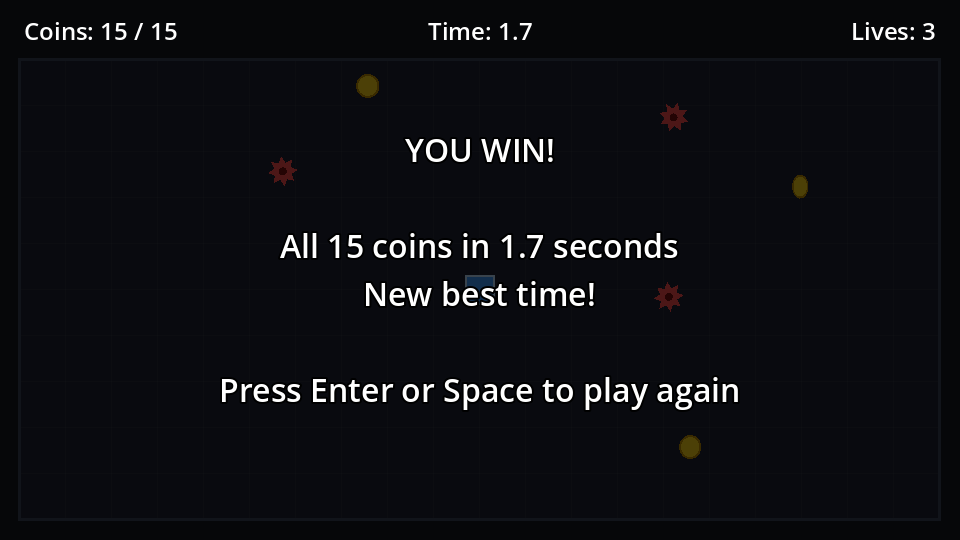 Coins: 15 / 15
Time: 1.7
Lives: 3
YOU WIN!
All 15 coins in 1.7 seconds
New best time!
Press Enter or Space to play again